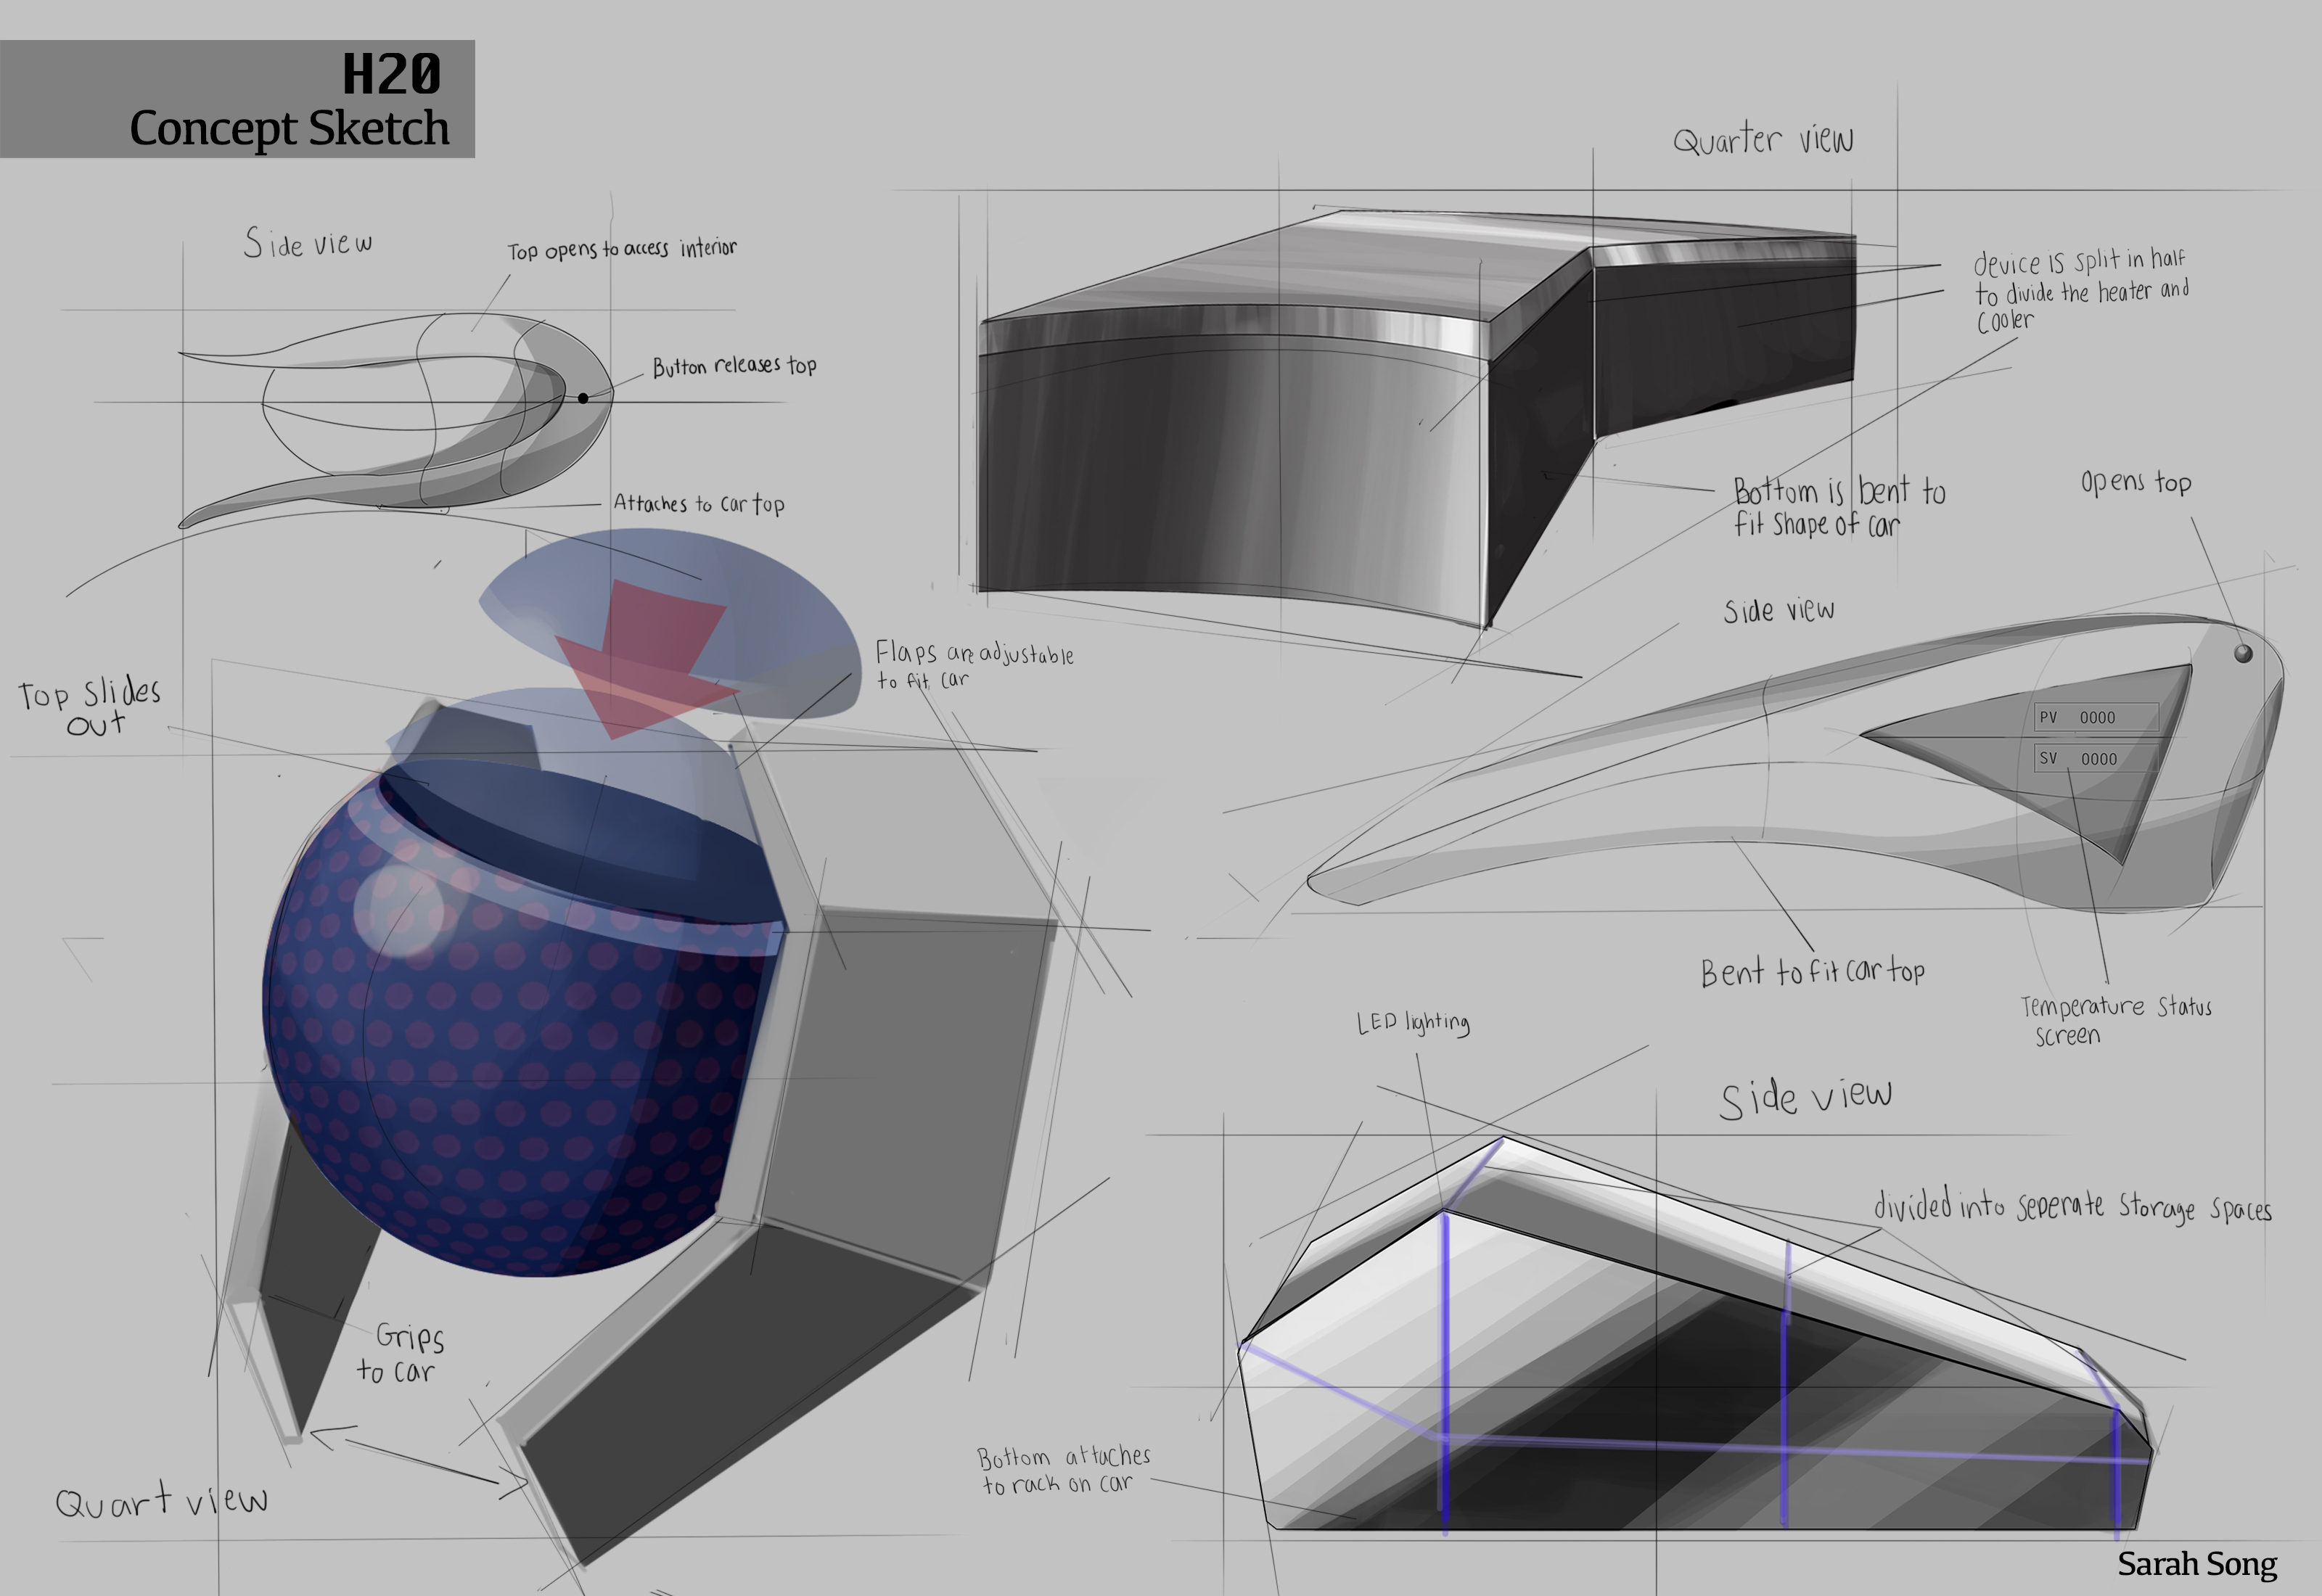 H20
Concept Sketch
Side view
Top opens to access interior
Button releases top
Attaches to car top
Quarter view
device is split in half
to divide the heater and
cooler
Bottom is bent to
fit shape of car
Opens top
Side view
PV 0000
SV 0000
Bent to fit car top
Temperature status
screen
Top slides
out
Flaps are adjustable
to fit car
Grips
to car
Quart view
LED lighting
Side view
divided into seperate storage spaces
Bottom attaches
to rack on car
Sarah Song